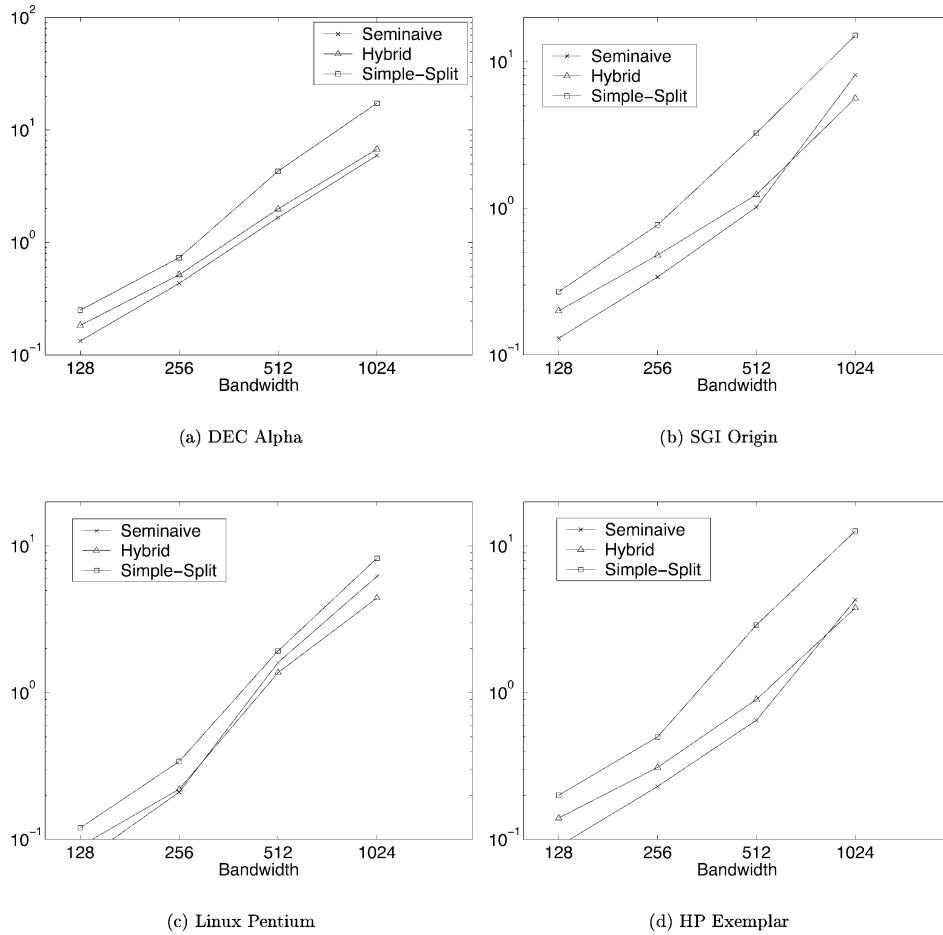 10^2
Seminaive
Hybrid
Simple-Split
10^1
10^0
10^-1
128 256 512 1024
Bandwidth
(a) DEC Alpha
Seminaive
Hybrid
Simple-Split
10^1
10^0
10^-1
128 256 512 1024
Bandwidth
(b) SGI Origin
Seminaive
Hybrid
Simple-Split
10^1
10^0
10^-1
128 256 512 1024
Bandwidth
(c) Linux Pentium
Seminaive
Hybrid
Simple-Split
10^1
10^0
10^-1
128 256 512 1024
Bandwidth
(d) HP Exemplar